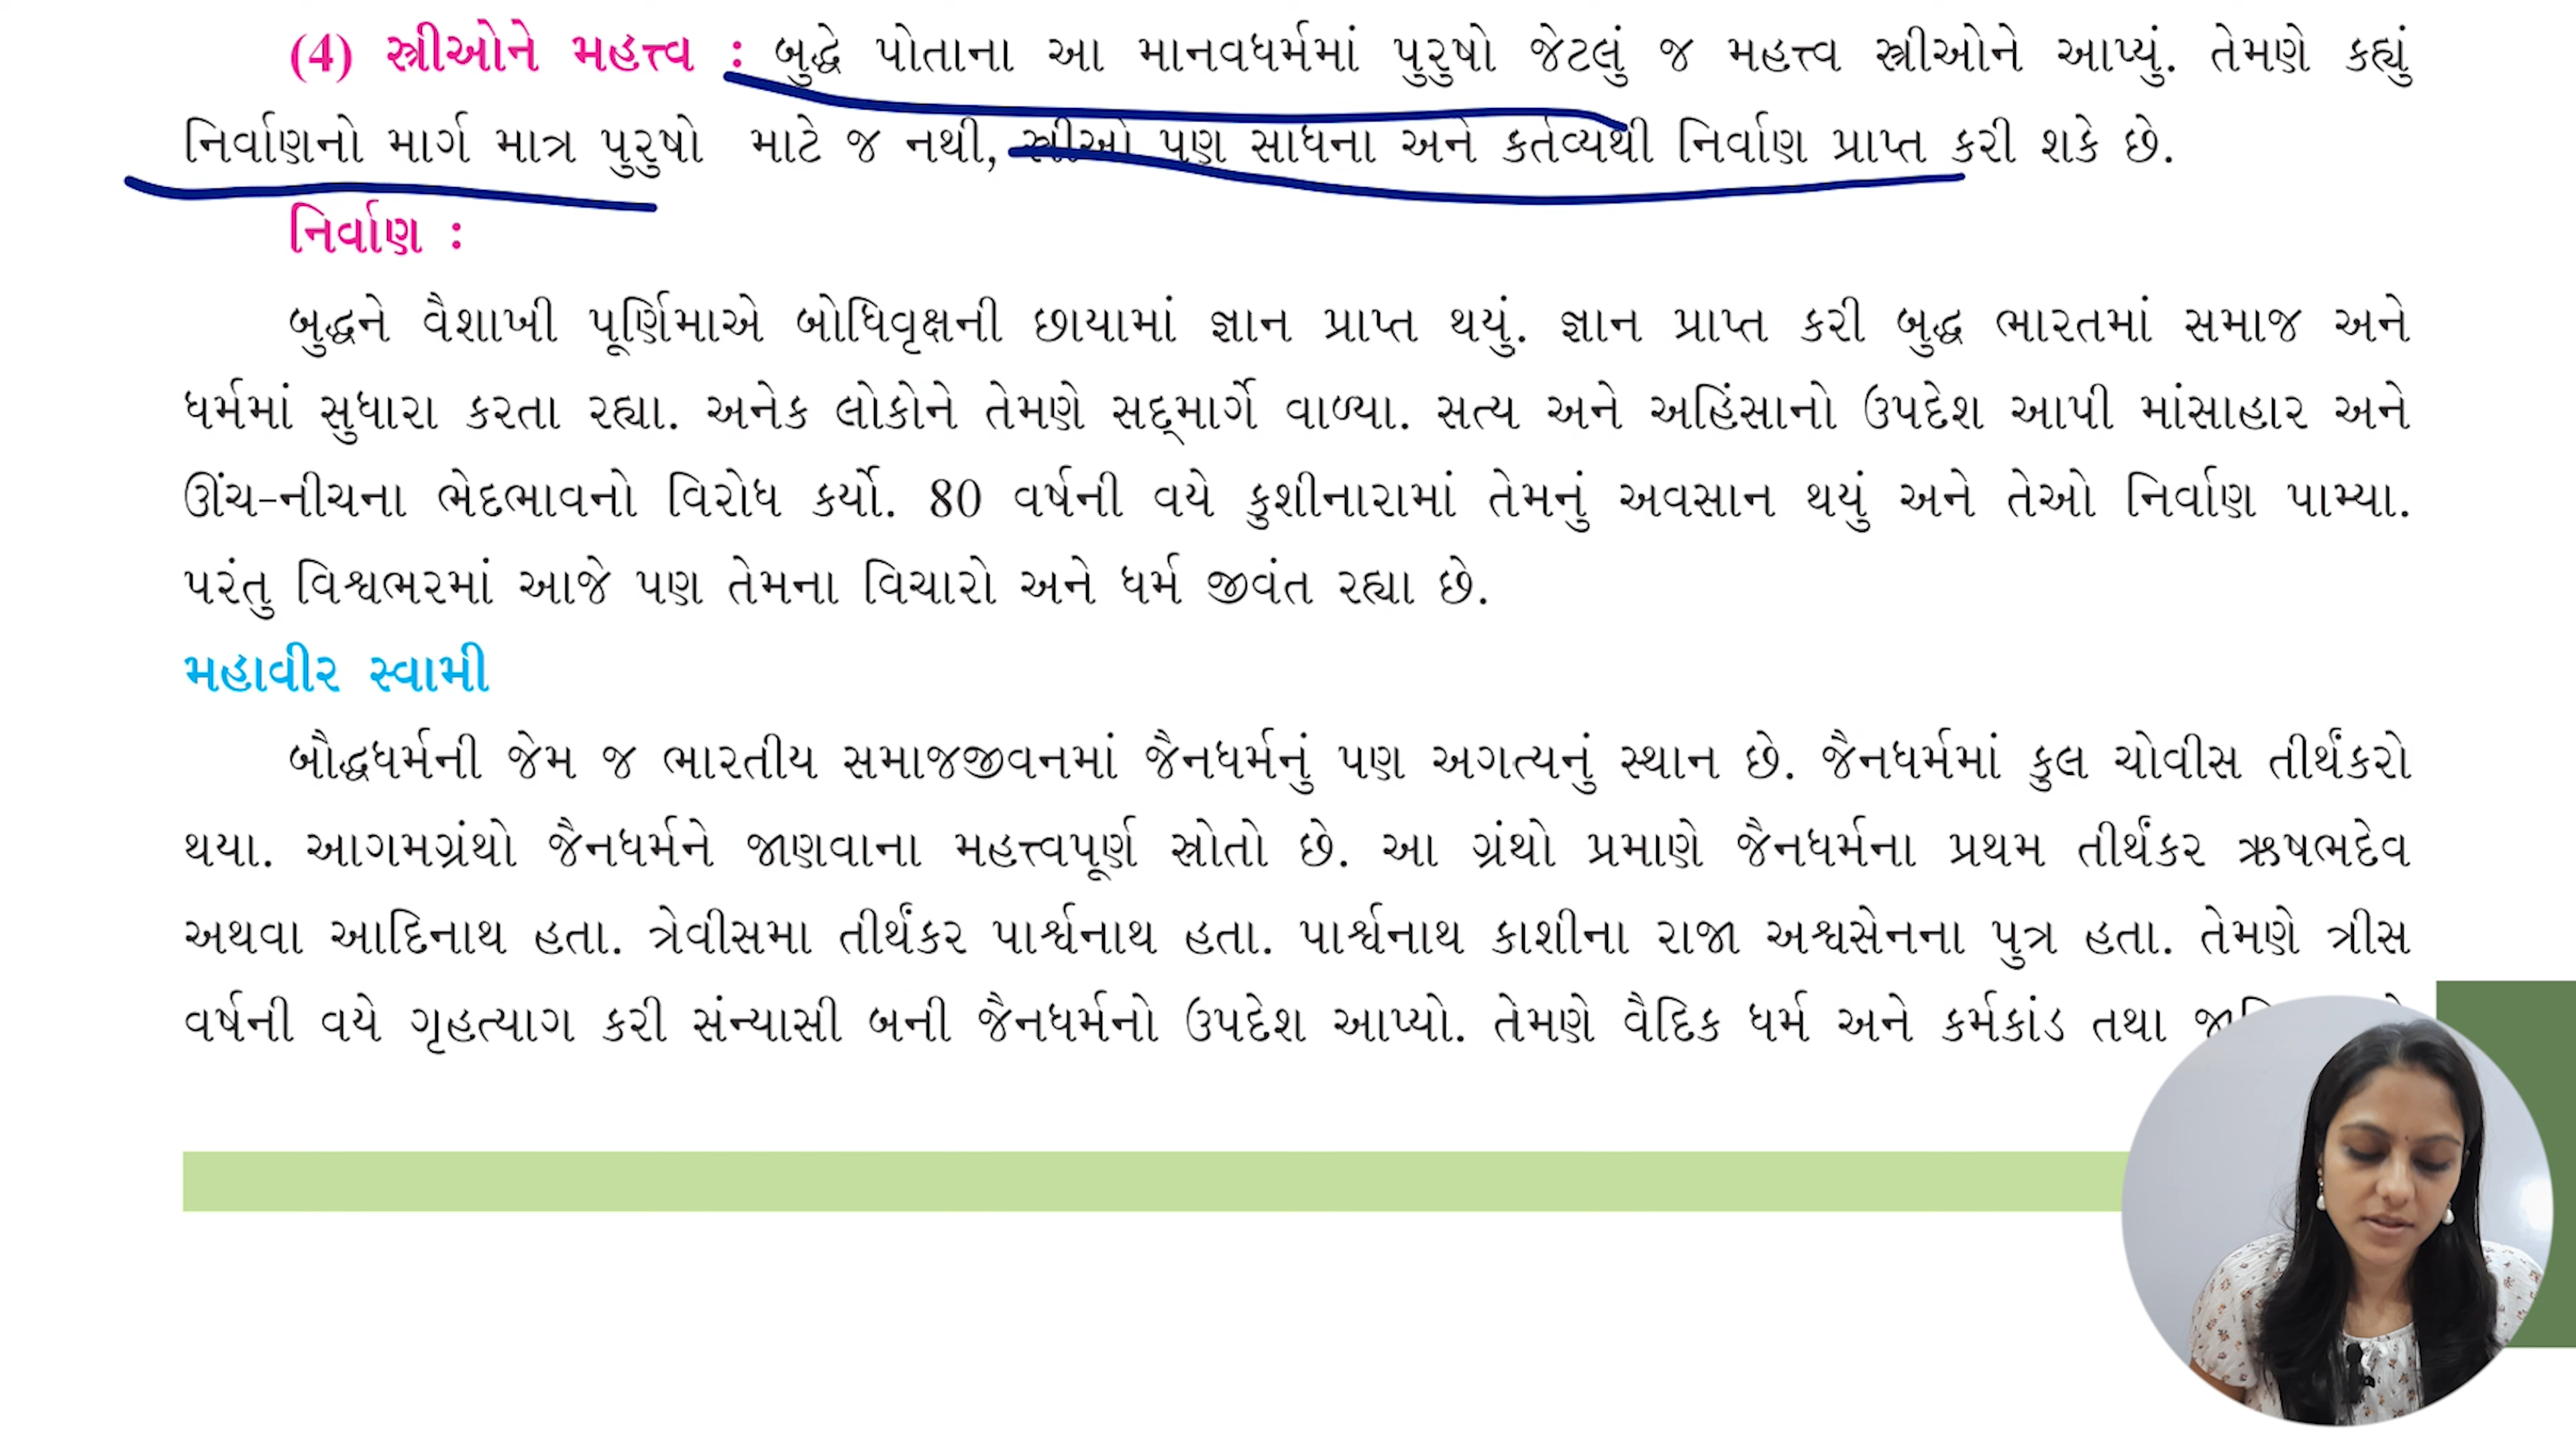 (4) સ્ત્રીઓને મહત્ત્વ : બુદ્ધે પોતાના આ માનવધર્મમાં પુરુષો જેટલું જ મહત્ત્વ સ્ત્રીઓને આપ્યું. તેમણે કહ્યું
નિર્વાણનો માર્ગ માત્ર પુરુષો માટે જ નથી, સ્ત્રીઓ પણ સાધના અને કર્તવ્યથી નિર્વાણ પ્રાપ્ત કરી શકે છે.
નિર્વાણ :
બુદ્ધને વૈશાખી પૂર્ણિમાએ બોધિવૃક્ષની છાયામાં જ્ઞાન પ્રાપ્ત થયું. જ્ઞાન પ્રાપ્ત કરી બુદ્ધ ભારતમાં સમાજ અને
ધર્મમાં સુધારા કરતા રહ્યા. અનેક લોકોને તેમણે સદ્‌માર્ગે વાળ્યા. સત્ય અને અહિંસાનો ઉપદેશ આપી માંસાહાર અને
ઊંચ-નીચના ભેદભાવનો વિરોધ કર્યો. 80 વર્ષની વયે કુશીનારામાં તેમનું અવસાન થયું અને તેઓ નિર્વાણ પામ્યા.
પરંતુ વિશ્વભરમાં આજે પણ તેમના વિચારો અને ધર્મ જીવંત રહ્યા છે.
મહાવીર સ્વામી
બૌદ્ધધર્મની જેમ જ ભારતીય સમાજજીવનમાં જૈનધર્મનું પણ અગત્યનું સ્થાન છે. જૈનધર્મમાં કુલ ચોવીસ તીર્થંકરો
થયા. આગમગ્રંથો જૈનધર્મને જાણવાના મહત્ત્વપૂર્ણ સ્રોતો છે. આ ગ્રંથો પ્રમાણે જૈનધર્મના પ્રથમ તીર્થંકર ઋષભદેવ
અથવા આદિનાથ હતા. ત્રેવીસમા તીર્થંકર પાર્શ્વનાથ હતા. પાર્શ્વનાથ કાશીના રાજા અશ્વસેનના પુત્ર હતા. તેમણે ત્રીસ
વર્ષની વયે ગૃહત્યાગ કરી સંન્યાસી બની જૈનધર્મનો ઉપદેશ આપ્યો. તેમણે વૈદિક ધર્મ અને કર્મકાંડ તથા